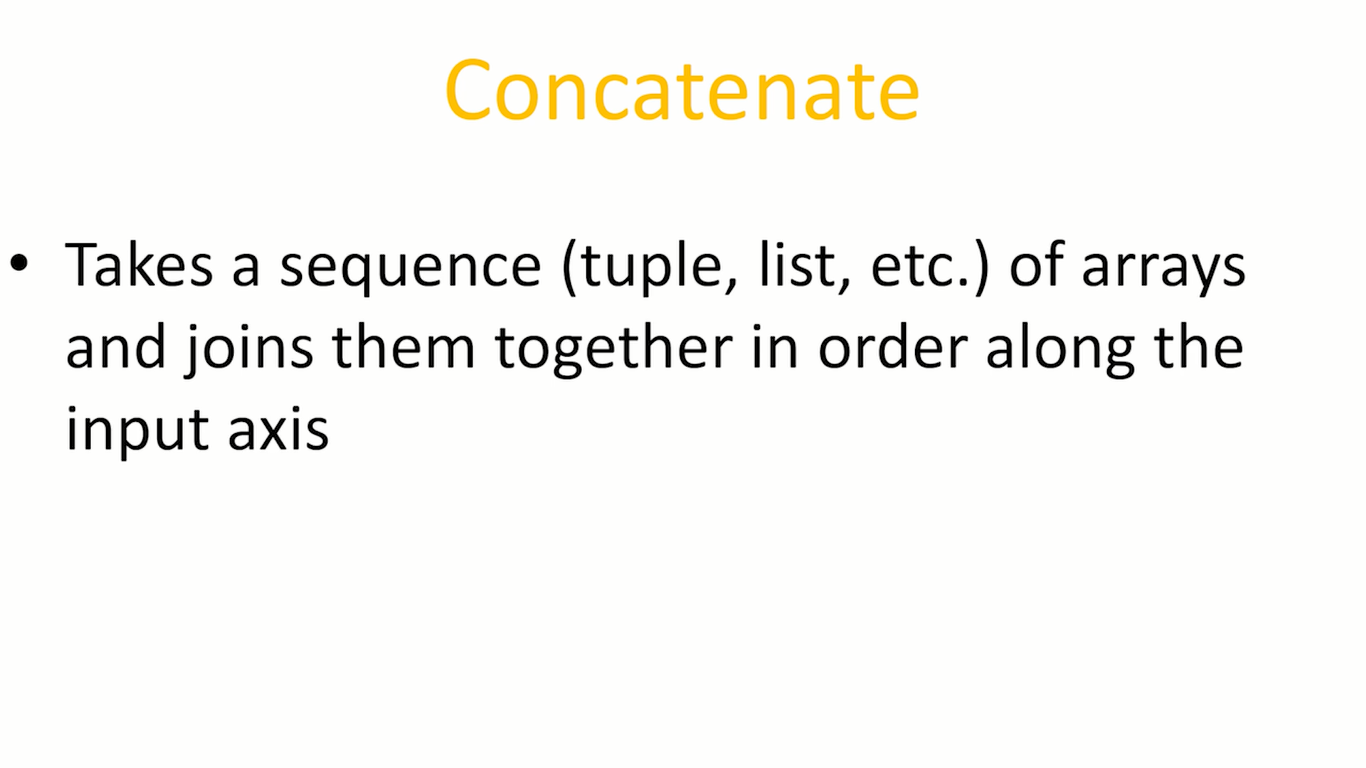 Concatenate
• Takes a sequence (tuple, list, etc.) of arrays
and joins them together in order along the
input axis